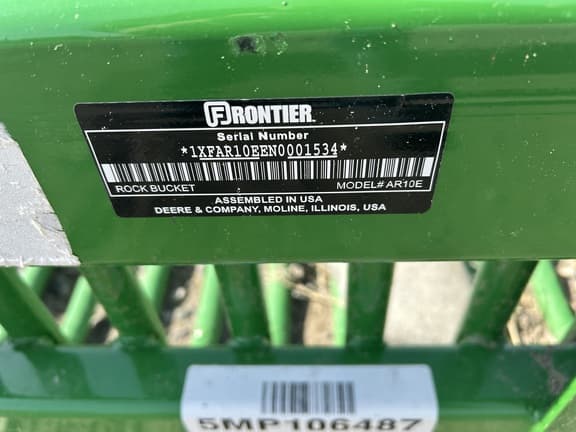 FRONTIER
Serial Number
*1XFAR10EEN0001534*
ROCK BUCKET MODEL# AR10E
ASSEMBLED IN USA
DEERE & COMPANY, MOLINE, ILLINOIS, USA
5MP106487